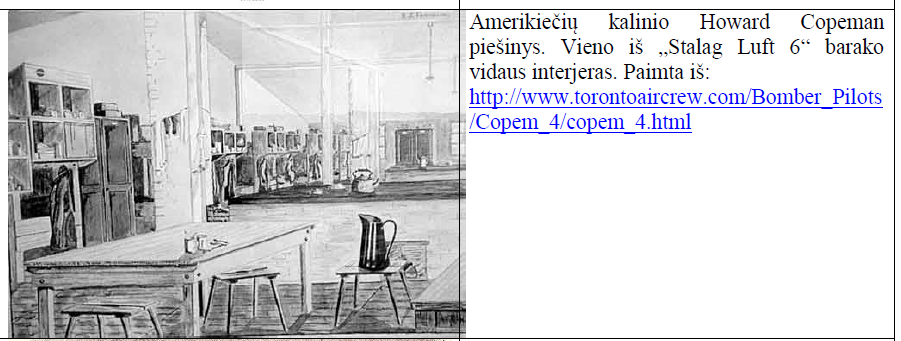 Amerikiečių kalinio Howard Copeman
piešinys. Vieno iš „Stalag Luft 6“ barako
vidaus interjeras. Paimta iš:
http://www.torontoaircrew.com/Bomber_Pilots
/Copem_4/copem_4.html